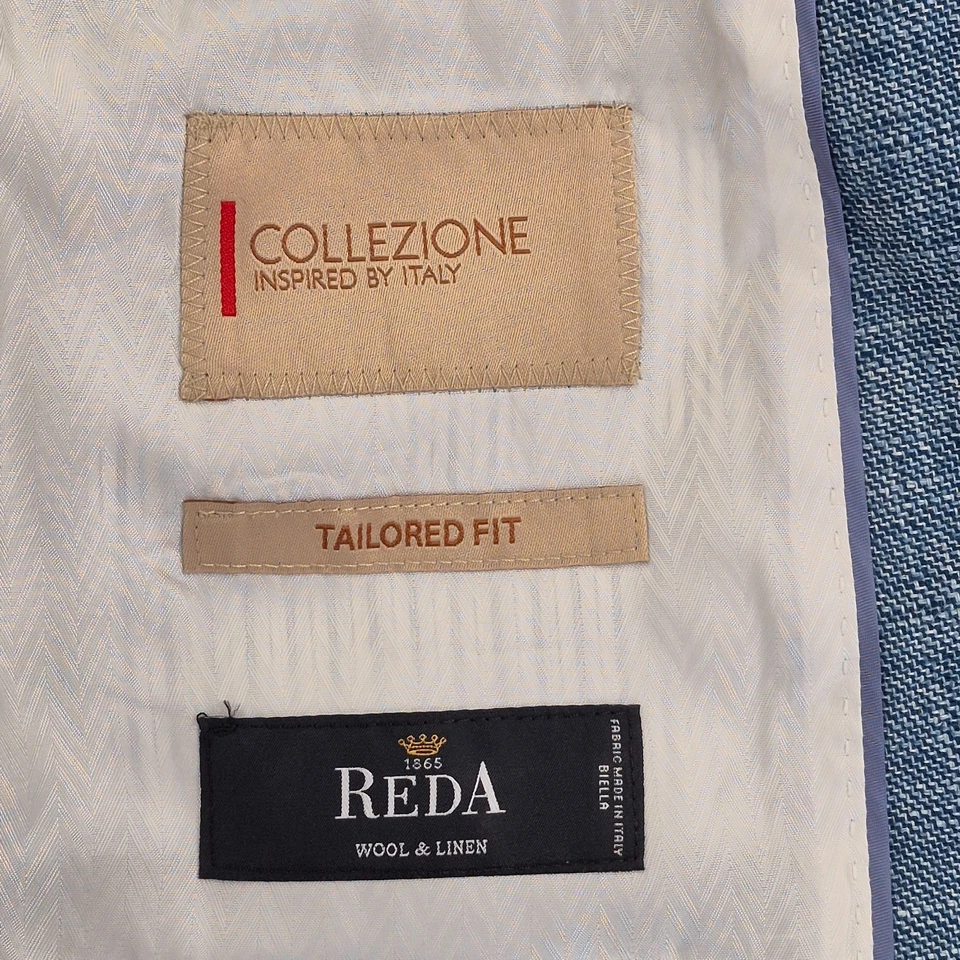 COLLEZIONE
INSPIRED BY ITALY
TAILORED FIT
1865
REDA
WOOL & LINEN
FABRIC MADE IN ITALY
BIELLA